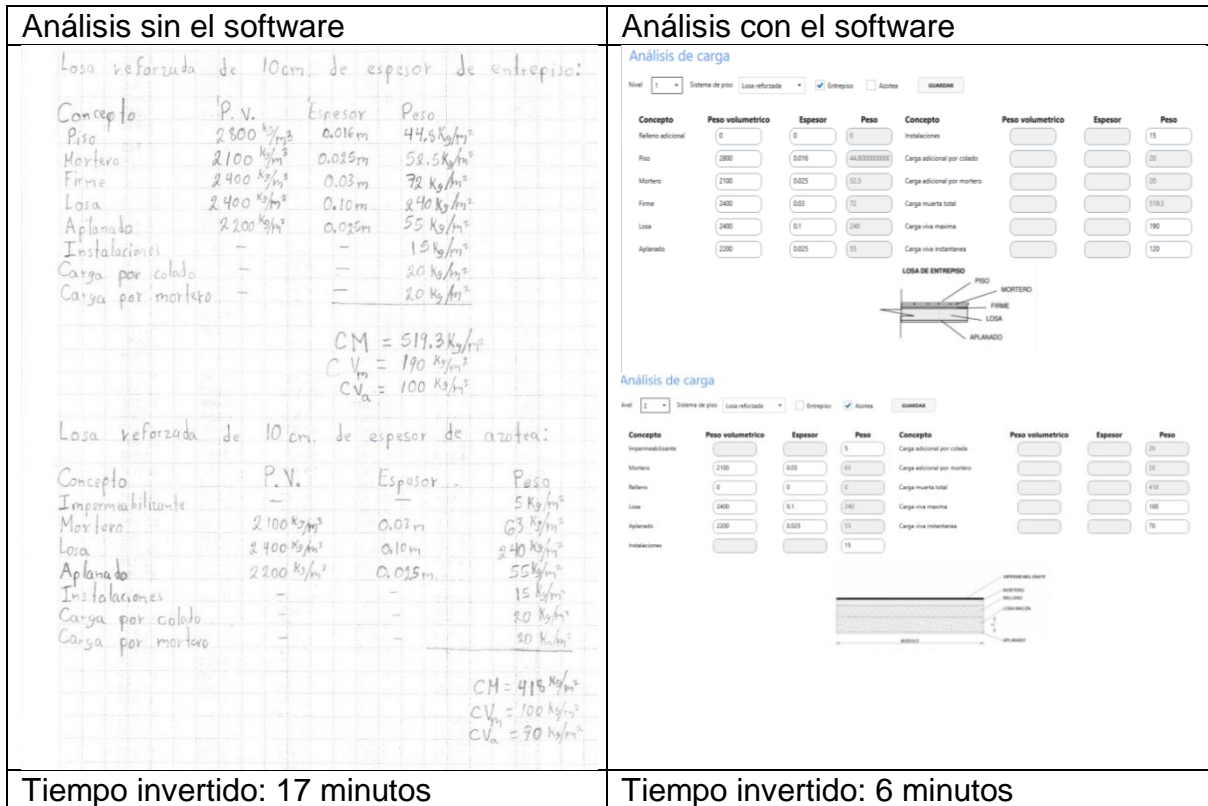 Análisis sin el software
Losa reforzada de 10cm. de espesor de entrepiso:
Concepto P. V. Espesor Peso
Piso 2800 kg/m³ 0.016m 44.8 Kg/m²
Mortero 2100 kg/m³ 0.025m 52.5 Kg/m²
Firme 2400 kg/m³ 0.03m 72 Kg/m²
Losa 2400 kg/m³ 0.10m 240 Kg/m²
Aplanado 2200 kg/m³ 0.025m 55 Kg/m²
Instalaciones – 15 Kg/m²
Carga por colado – – 20 Kg/m²
Carga por mortero – – 20 Kg/m²
CM = 519.3 Kg/m²
CVm = 190 Kg/m²
CVa = 100 Kg/m²
Losa reforzada de 10 cm. de espesor de azotea:
Concepto P.V. Espesor Peso
Impermeabilizante – – 5 Kg/m²
Mortero 2100 kg/m³ 0.03 m 63 Kg/m²
Losa 2400 kg/m³ 0.10m 240 Kg/m²
Aplanado 2200 kg/m³ 0.025m 55 Kg/m²
Instalaciones – – 15 Kg/m²
Carga por colado – – 20 Kg/m²
Carga por mortero – – 20 Kg/m²
CM = 418 Kg/m²
CVm = 100 Kg/m²
CVa = 70 Kg/m²
Tiempo invertido: 17 minutos
Análisis con el software
Análisis de carga
Nivel 1 Sistema de piso Losa reforzada Entrepiso Azotea GUARDAR
Concepto Peso volumetrico Espesor Peso Concepto Peso volumetrico Espesor Peso
Relleno adicional 0 0 0 Instalaciones 15
Piso 2800 0.016 44.800000000 Carga adicional por colado 20
Mortero 2100 0.025 52.5 Carga adicional por mortero 20
Firme 2400 0.03 72 Carga muerta total 519.3
Losa 2400 0.1 240 Carga viva maxima 190
Aplanado 2200 0.025 55 Carga viva instantanea 120
LOSA DE ENTREPISO
PISO
MORTERO
FIRME
LOSA
APLANADO
Análisis de carga
ivel 2 Sistema de piso Losa reforzada Entrepiso Azotea GUARDAR
Concepto Peso volumetrico Espesor Peso Concepto Peso volumetrico Espesor Peso
Impermeabilizante 5 Carga adicional por colada 20
Mortero 2100 0.03 63 Carga adicional por mortero 20
Relleno 0 0 0 Carga muerta total 418
Losa 2400 0.1 240 Carga viva maxima 100
Aplanado 2200 0.025 55 Carga viva instantanea 70
Instalaciones 15
IMPERMEABILIZANTE
MORTERO
RELLENO
LOSA MACIZA
APLANADO
MODULO
Tiempo invertido: 6 minutos